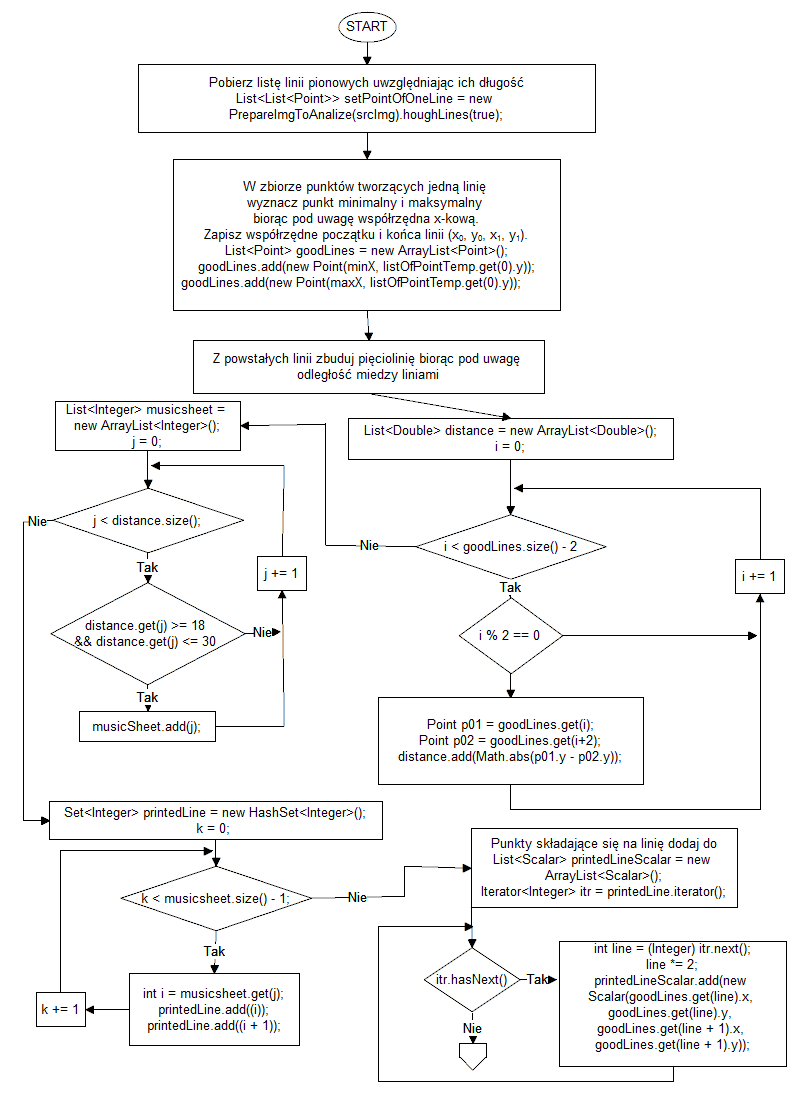 START
Pobierz listę linii pionowych uwzględniając ich długość
List<List<Point>> setPointOfOneLine = new
PrepareImgToAnalize(srcImg).houghLines(true);
W zbiorze punktów tworzących jedną linię
wyznacz punkt minimalny i maksymalny
biorąc pod uwagę współrzędna x-kową.
Zapisz współrzędne początku i końca linii (x₀, y₀, x₁, y₁).
List<Point> goodLines = new ArrayList<Point>();
goodLines.add(new Point(minX, listOfPointTemp.get(0).y));
goodLines.add(new Point(maxX, listOfPointTemp.get(0).y));
Z powstałych linii zbuduj pięciolinię biorąc pod uwagę
odległość miedzy liniami
List<Double> distance = new ArrayList<Double>();
i = 0;
i < goodLines.size() - 2
Nie
Tak
i += 1
i % 2 == 0
Point p01 = goodLines.get(i);
Point p02 = goodLines.get(i+2);
distance.add(Math.abs(p01.y - p02.y));
List<Integer> musicsheet =
new ArrayList<Integer>();
j = 0;
j < distance.size();
Nie
Tak
j += 1
distance.get(j) >= 18
&& distance.get(j) <= 30
Nie
Tak
musicSheet.add(j);
Set<Integer> printedLine = new HashSet<Integer>();
k = 0;
k < musicsheet.size() - 1;
Nie
Tak
int i = musicsheet.get(j);
printedLine.add((i));
printedLine.add((i + 1));
k += 1
Punkty składające się na linię dodaj do
List<Scalar> printedLineScalar = new
ArrayList<Scalar>();
Iterator<Integer> itr = printedLine.iterator();
itr.hasNext()
Tak
Nie
int line = (Integer) itr.next();
line *= 2;
printedLineScalar.add(new
Scalar(goodLines.get(line).x,
goodLines.get(line).y,
goodLines.get(line + 1).x,
goodLines.get(line + 1).y));